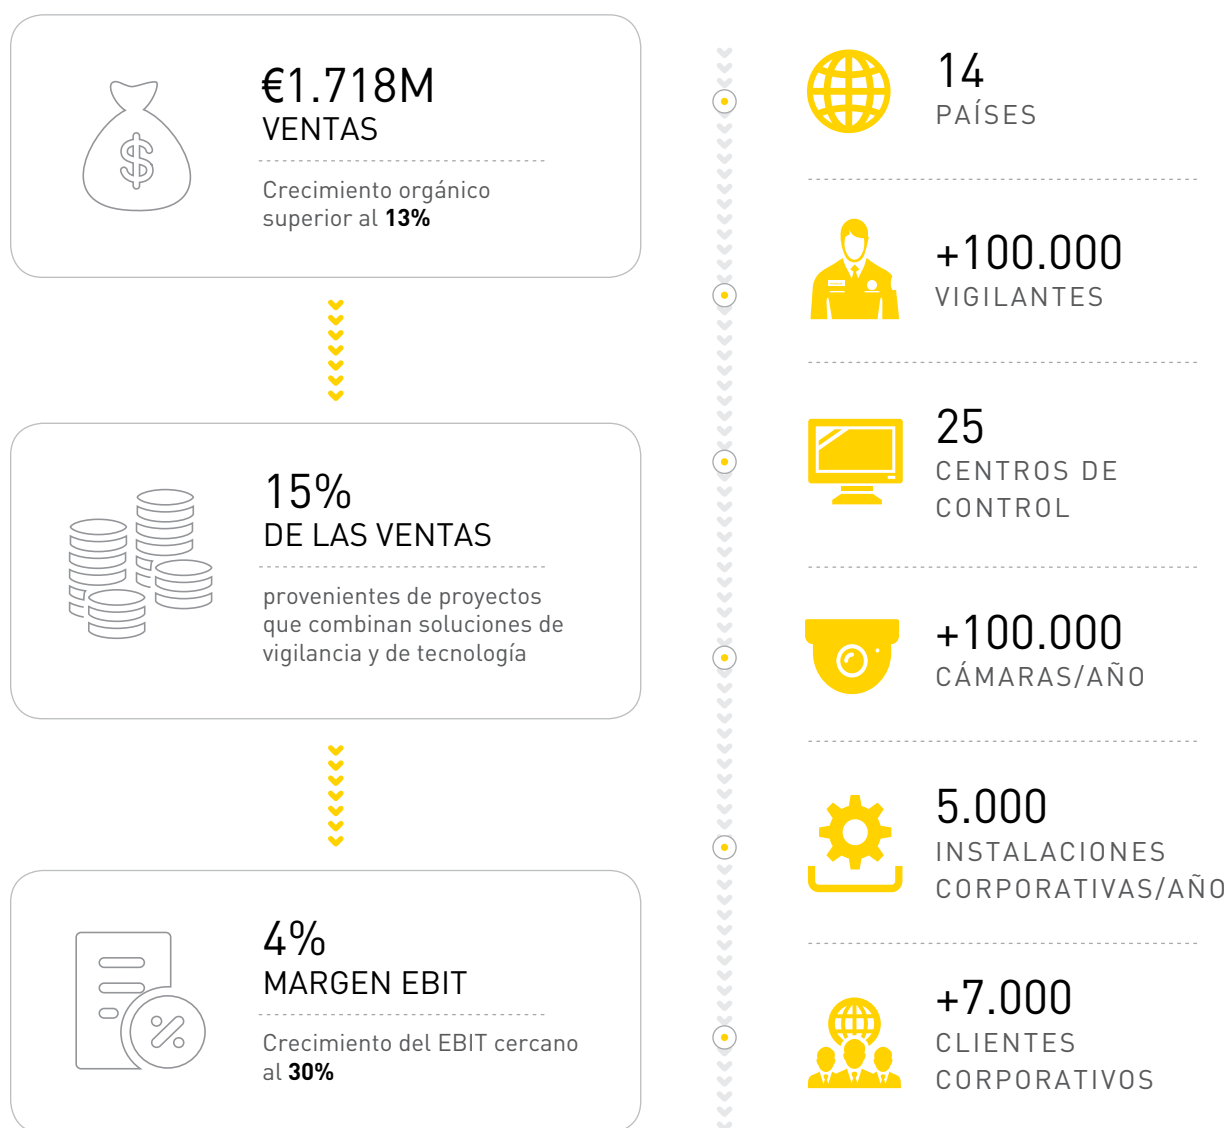 €1.718M
VENTAS
Crecimiento orgánico
superior al 13%
15%
DE LAS VENTAS
provenientes de proyectos
que combinan soluciones de
vigilancia y de tecnología
4%
MARGEN EBIT
Crecimiento del EBIT cercano
al 30%
14
PAÍSES
+100.000
VIGILANTES
25
CENTROS DE
CONTROL
+100.000
CÁMARAS/AÑO
5.000
INSTALACIONES
CORPORATIVAS/AÑO
+7.000
CLIENTES
CORPORATIVOS